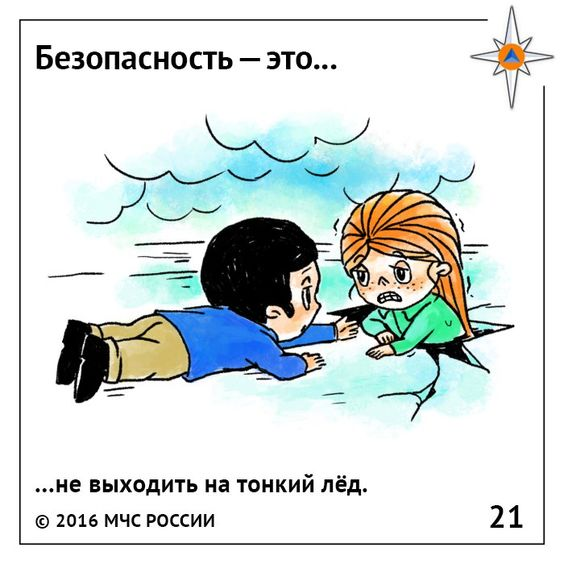 Безопасность – это...
...не выходить на тонкий лёд.
© 2016 МЧС РОССИИ
21